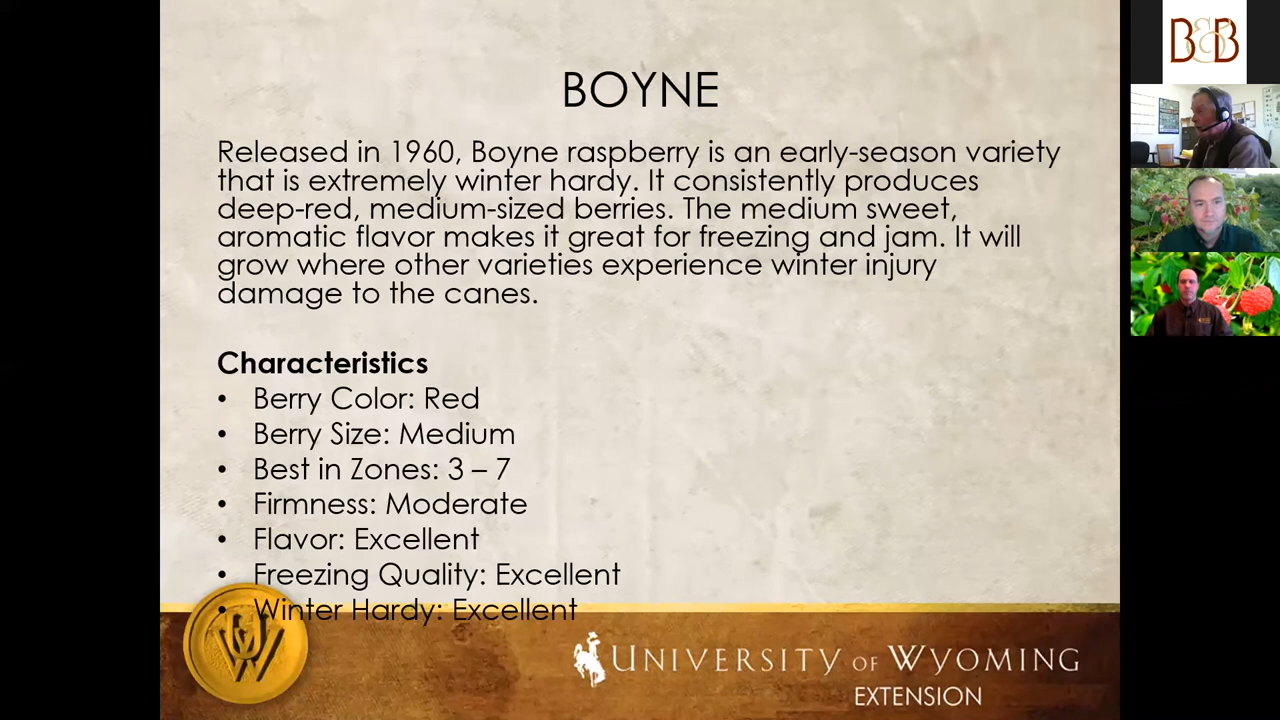 BOYNE
Released in 1960, Boyne raspberry is an early-season variety
that is extremely winter hardy. It consistently produces
deep-red, medium-sized berries. The medium sweet,
aromatic flavor makes it great for freezing and jam. It will
grow where other varieties experience winter injury
damage to the canes.
Characteristics
• Berry Color: Red
• Berry Size: Medium
• Best in Zones: 3 – 7
• Firmness: Moderate
• Flavor: Excellent
• Freezing Quality: Excellent
• Winter Hardy: Excellent
UNIVERSITY OF WYOMING
EXTENSION
B&B